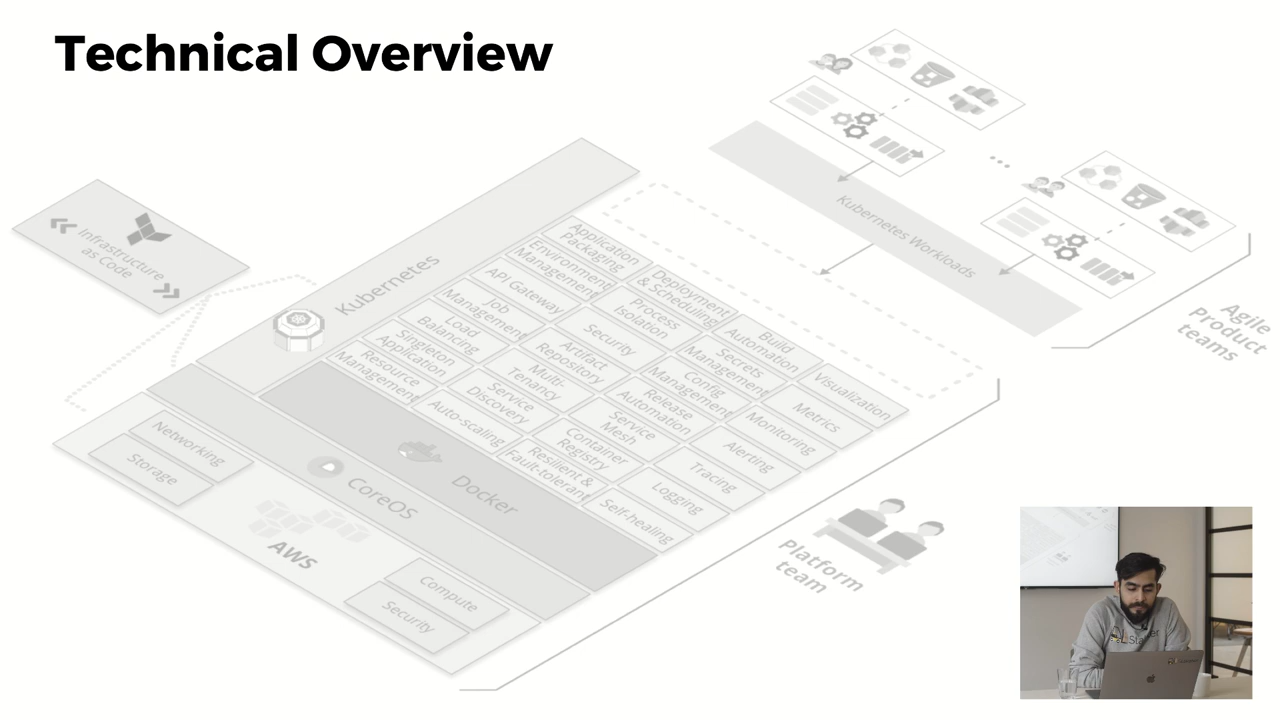 Technical Overview
Infrastructure
as Code
Kubernetes
Application
Packaging
Environment
Management
API Gateway
Job
Management
Load
Balancing
Singleton
Application
Resource
Management
Deployment
& Scheduling
Process
Isolation
Security
Artifact
Repository
Multi-
Tenancy
Service
Discovery
Auto-scaling
Build
Automation
Secrets
Management
Config
Management
Release
Automation
Service
Mesh
Container
Registry
Resilient &
Fault-tolerant
Visualization
Metrics
Monitoring
Alerting
Tracing
Logging
Self-healing
Docker
CoreOS
Networking
Storage
AWS
Compute
Security
Platform
team
Kubernetes Workloads
Agile
Product
teams